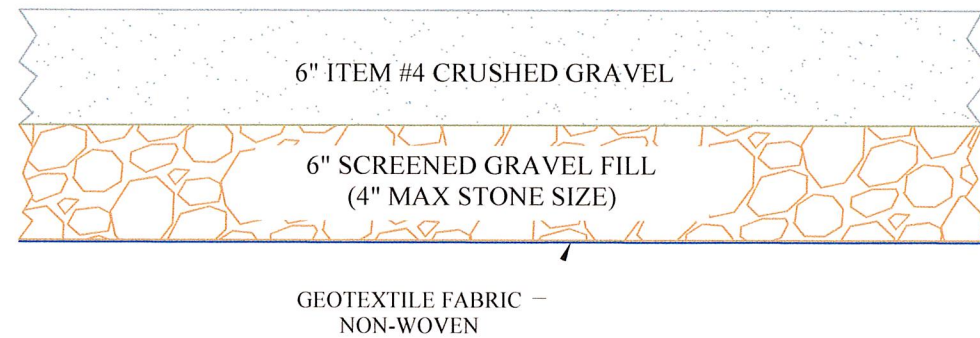 6" ITEM #4 CRUSHED GRAVEL
6" SCREENED GRAVEL FILL
(4" MAX STONE SIZE)
GEOTEXTILE FABRIC
NON-WOVEN